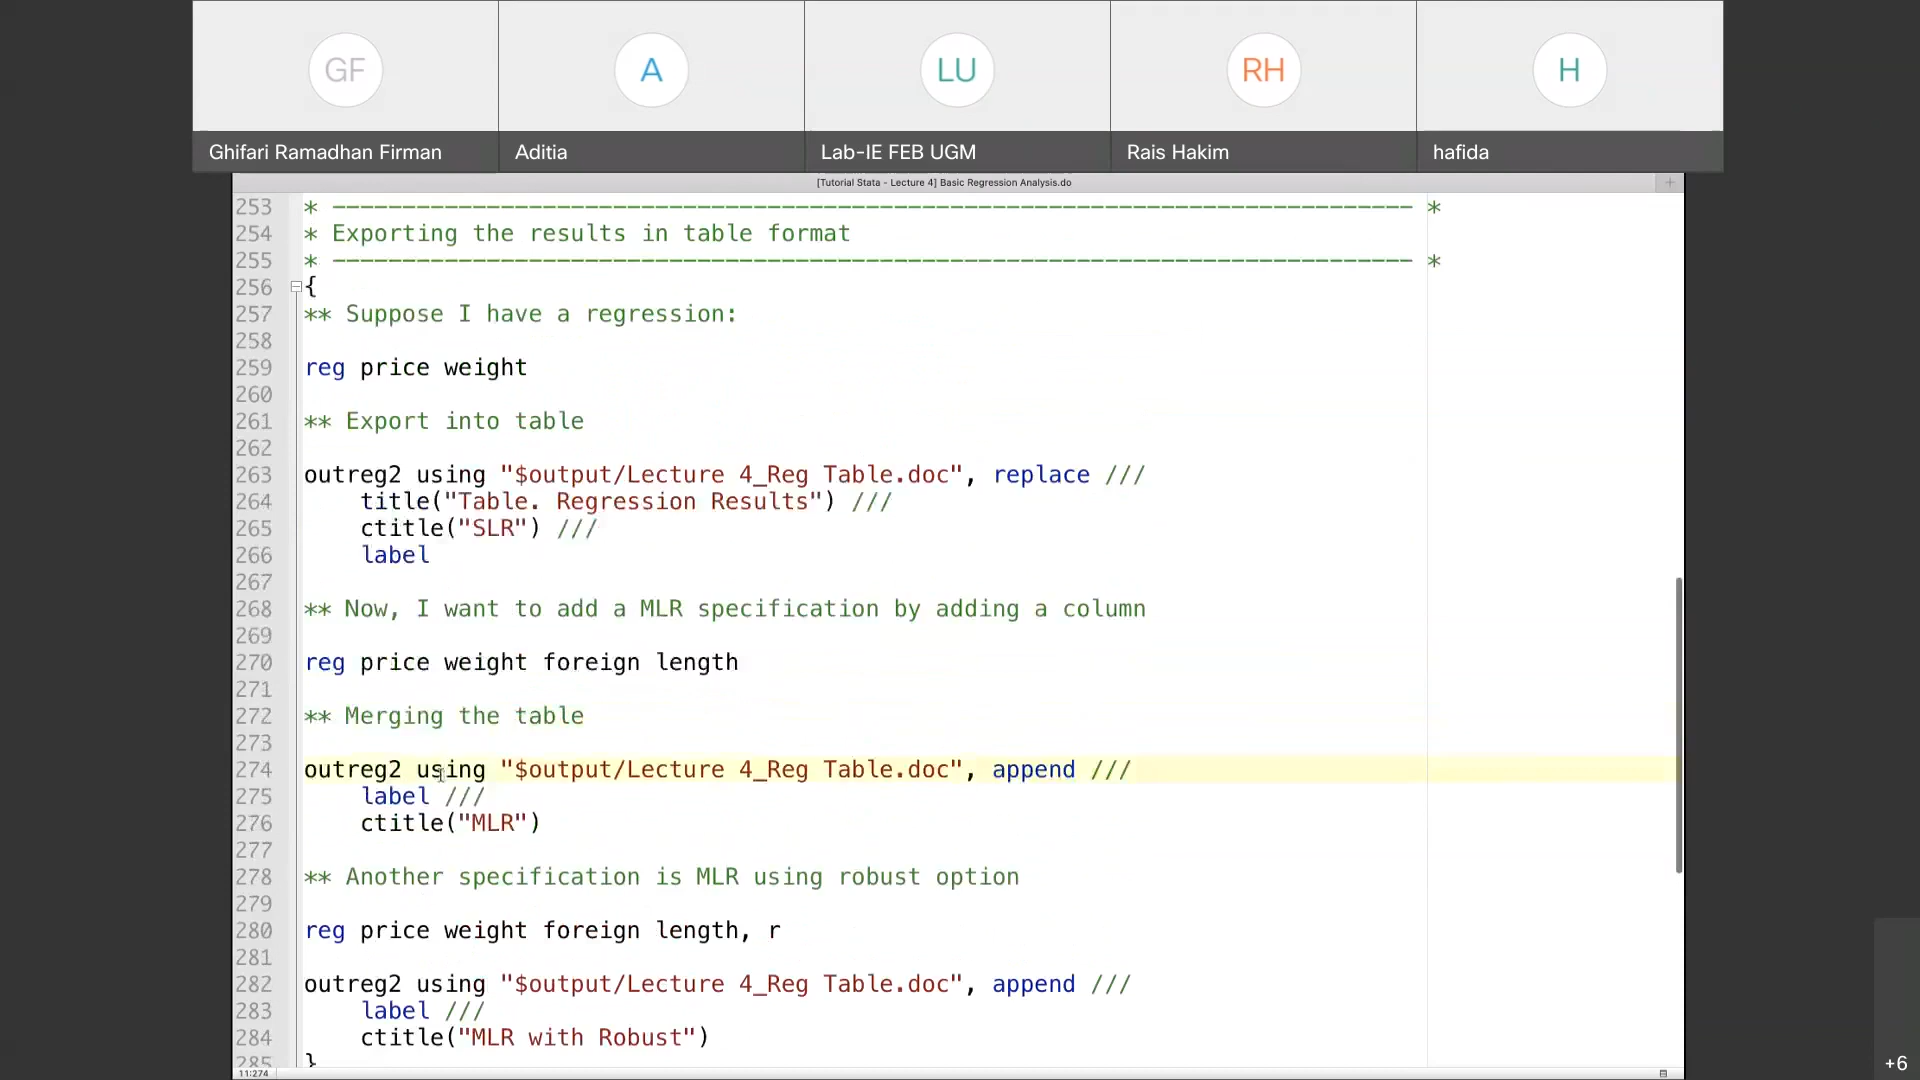 GF A LU RH H
Ghifari Ramadhan Firman Aditia Lab-IE FEB UGM Rais Hakim hafida
[Tutorial Stata - Lecture 4] Basic Regression Analysis.do +
253 * ------------------------------------------------------------------------------ *
254 * Exporting the results in table format
255 * ------------------------------------------------------------------------------ *
256 {
257 ** Suppose I have a regression:
258
259 reg price weight
260
261 ** Export into table
262
263 outreg2 using "$output/Lecture 4_Reg Table.doc", replace ///
264 title("Table. Regression Results") ///
265 ctitle("SLR") ///
266 label
267
268 ** Now, I want to add a MLR specification by adding a column
269
270 reg price weight foreign length
271
272 ** Merging the table
273
274 outreg2 using "$output/Lecture 4_Reg Table.doc", append ///
275 label ///
276 ctitle("MLR")
277
278 ** Another specification is MLR using robust option
279
280 reg price weight foreign length, r
281
282 outreg2 using "$output/Lecture 4_Reg Table.doc", append ///
283 label ///
284 ctitle("MLR with Robust")
285 }
11:274
+6